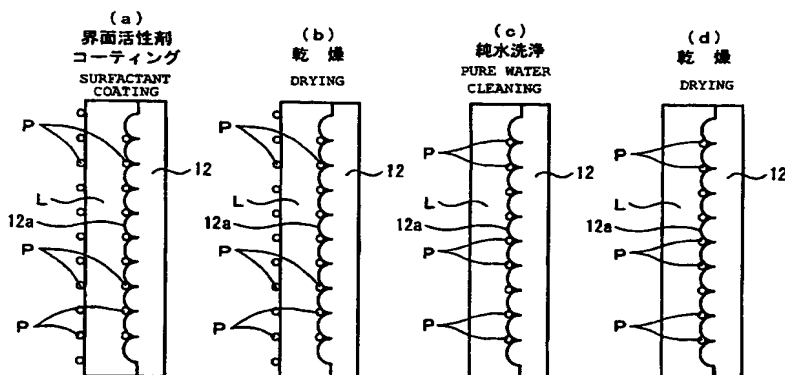 (a)
界面活性剤
コーティング
SURFACTANT
COATING
P
L
12a
P
P
12
(b)
乾 燥
DRYING
P
L
12a
P
P
12
(c)
純水洗浄
PURE WATER
CLEANING
P
L
12a
P
P
12
(d)
乾 燥
DRYING
P
L
12a
P
P
12